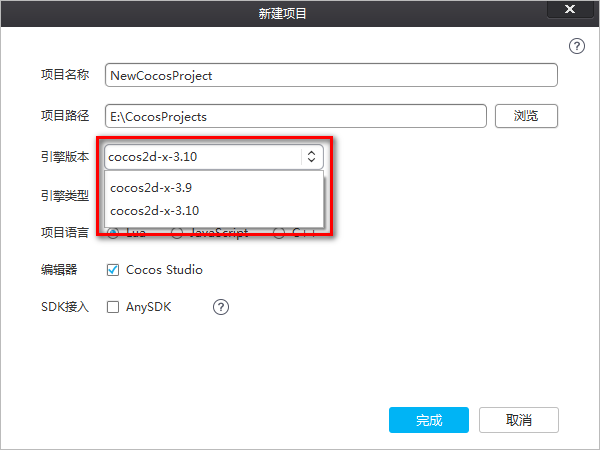 新建项目
项目名称 NewCocosProject
项目路径 E:\CocosProjects 浏览
引擎版本 cocos2d-x-3.10
cocos2d-x-3.9
引擎类型
cocos2d-x-3.10
项目语言 Lua JavaScript C++
编辑器 Cocos Studio
SDK接入 AnySDK ?
完成 取消